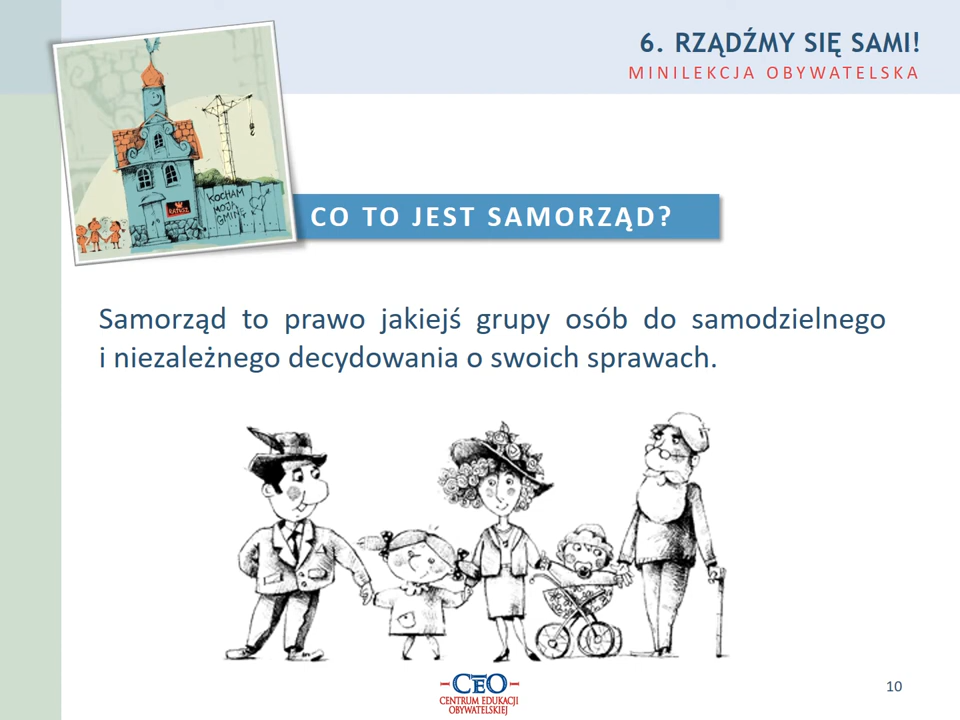 6. RZĄDŹMY SIĘ SAMI!
MINILEKCJA OBYWATELSKA
RATUSZ
KOCHAM
MOJĄ
GMINĘ
CO TO JEST SAMORZĄD?
Samorząd to prawo jakiejś grupy osób do samodzielnego
i niezależnego decydowania o swoich sprawach.
CEO
CENTRUM EDUKACJI
OBYWATELSKIEJ
10